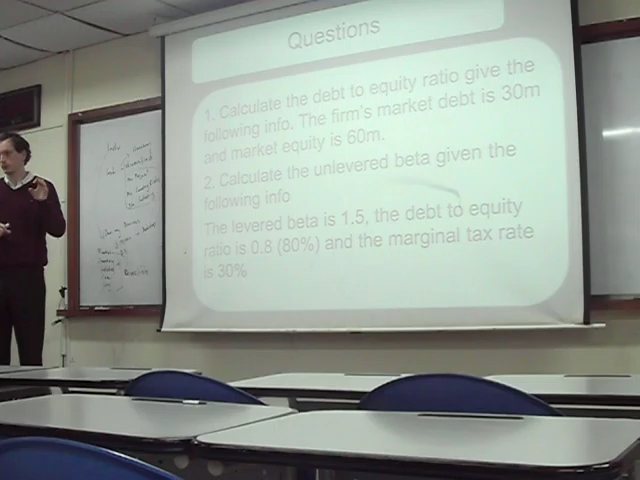 Questions
1. Calculate the debt to equity ratio give the
following info. The firm's market debt is 30m
and market equity is 60m.
2. Calculate the unlevered beta given the
following info
The levered beta is 1.5, the debt to equity
ratio is 0.8 (80%) and the marginal tax rate
is 30%